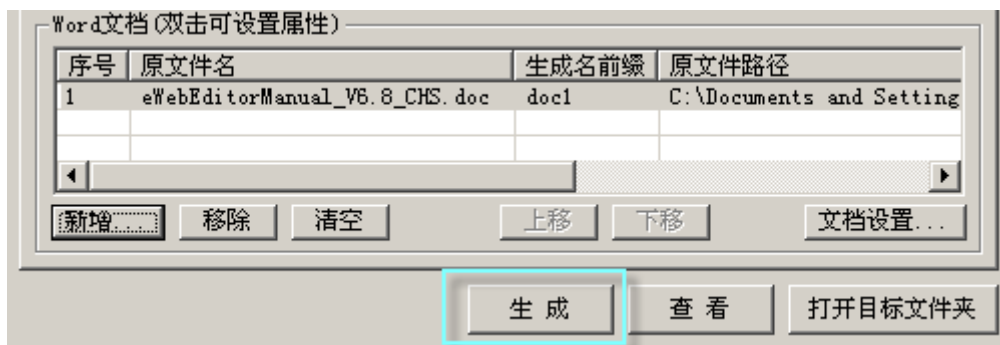 Word文档(双击可设置属性)
序号 原文件名 生成名前缀 原文件路径
1 eWebEditorManual_V6.8_CHS.doc doc1 C:\Documents and Setting
新增... 移除 清空 上移 下移 文档设置...
生 成 查 看 打开目标文件夹